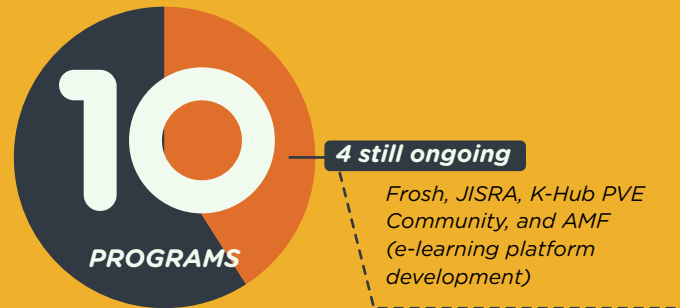 10
PROGRAMS
4 still ongoing
Frosh, JISRA, K-Hub PVE
Community, and AMF
(e-learning platform
development)